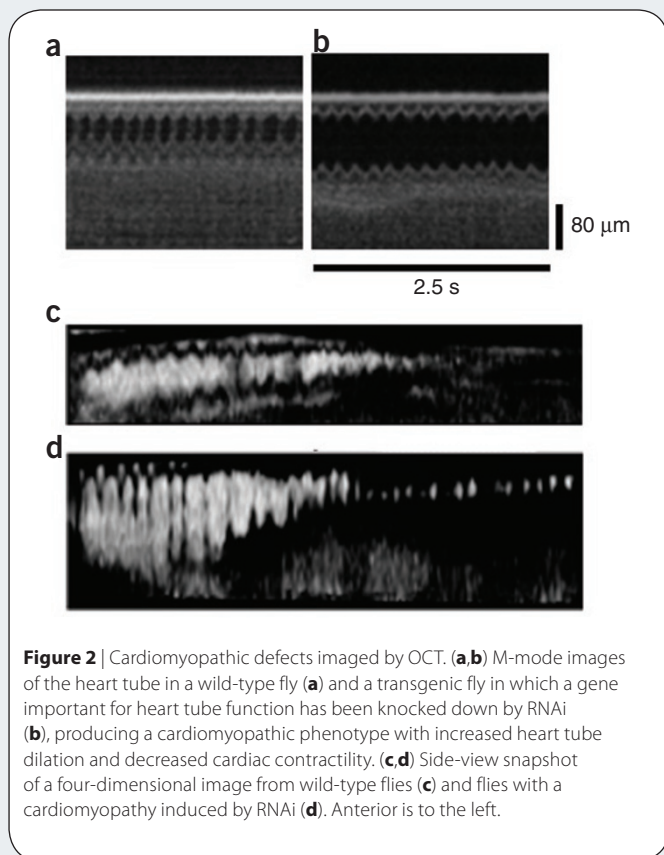 a
b
80 μm
2.5 s
c
d
Figure 2 | Cardiomyopathic defects imaged by OCT. (a,b) M-mode images
of the heart tube in a wild-type fly (a) and a transgenic fly in which a gene
important for heart tube function has been knocked down by RNAi
(b), producing a cardiomyopathic phenotype with increased heart tube
dilation and decreased cardiac contractility. (c,d) Side-view snapshot
of a four-dimensional image from wild-type flies (c) and flies with a
cardiomyopathy induced by RNAi (d). Anterior is to the left.